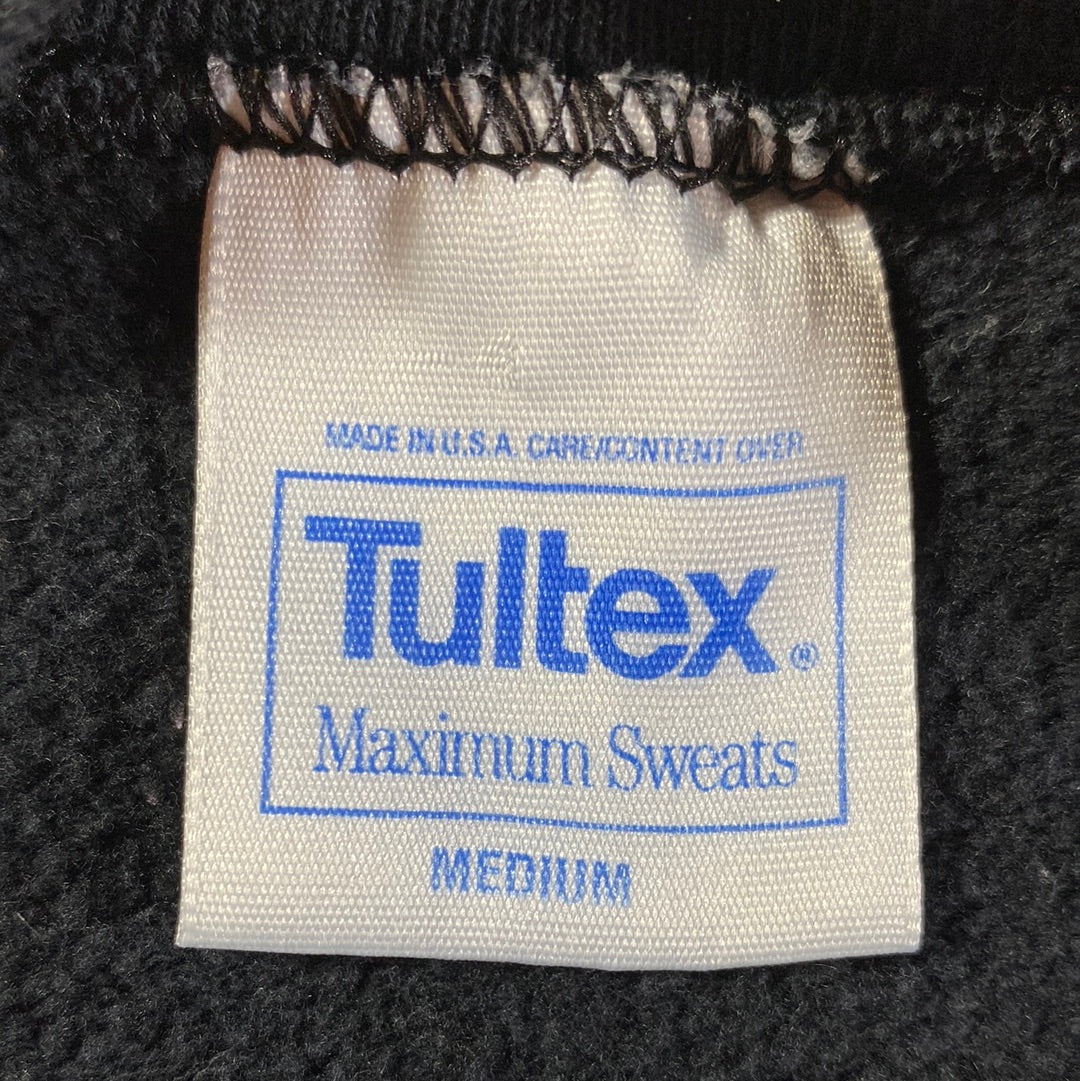 MADE IN U.S.A. CARE/CONTENT OVER
Tultex®
Maximum Sweats
MEDIUM